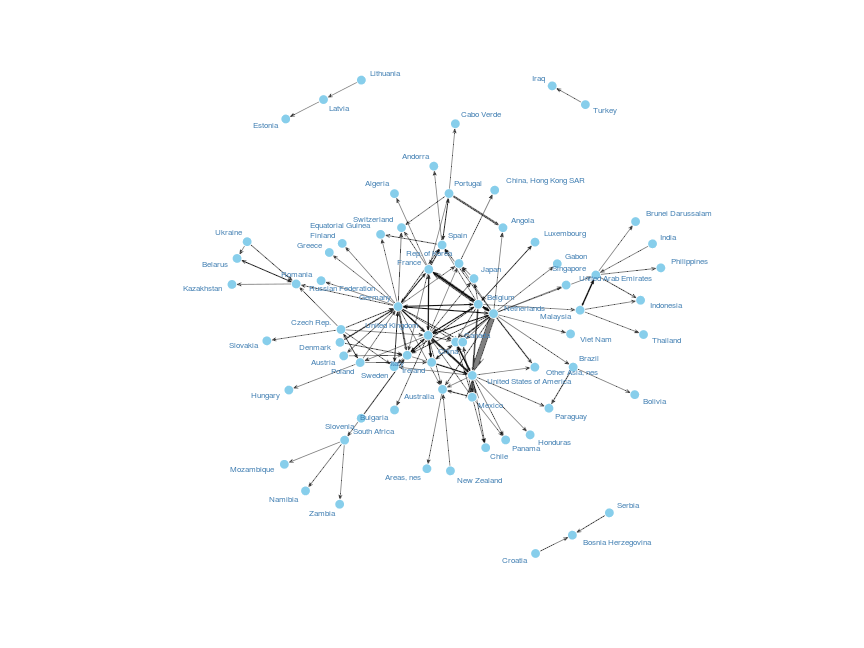 Lithuania
Iraq
Latvia
Turkey
Estonia
Cabo Verde
Andorra
Algeria
Portugal
China, Hong Kong SAR
Switzerland
Angola
Brunei Darussalam
Equatorial Guinea
Ukraine
Finland
Spain
Luxembourg
India
Greece
Rep. of Korea
Gabon
France
Belarus
Singapore
Philippines
Romania
Japan
United Arab Emirates
Kazakhstan
Russian Federation
Germany
Belgium
Indonesia
Netherlands
Malaysia
Czech Rep.
United Kingdom
Viet Nam
Thailand
Slovakia
Denmark
Canada
China
Austria
Brazil
Poland
Ireland
Other Asia, nes
Sweden
United States of America
Hungary
Australia
Mexico
Bolivia
Bulgaria
Paraguay
Slovenia
South Africa
Honduras
Panama
Chile
Mozambique
Areas, nes
New Zealand
Namibia
Zambia
Serbia
Bosnia Herzegovina
Croatia